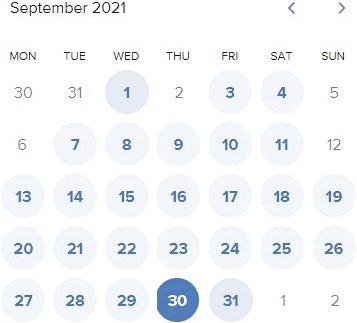 September 2021
MON TUE WED THU FRI SAT SUN
30 31 1 2 3 4 5
6 7 8 9 10 11 12
13 14 15 16 17 18 19
20 21 22 23 24 25 26
27 28 29 30 31 1 2